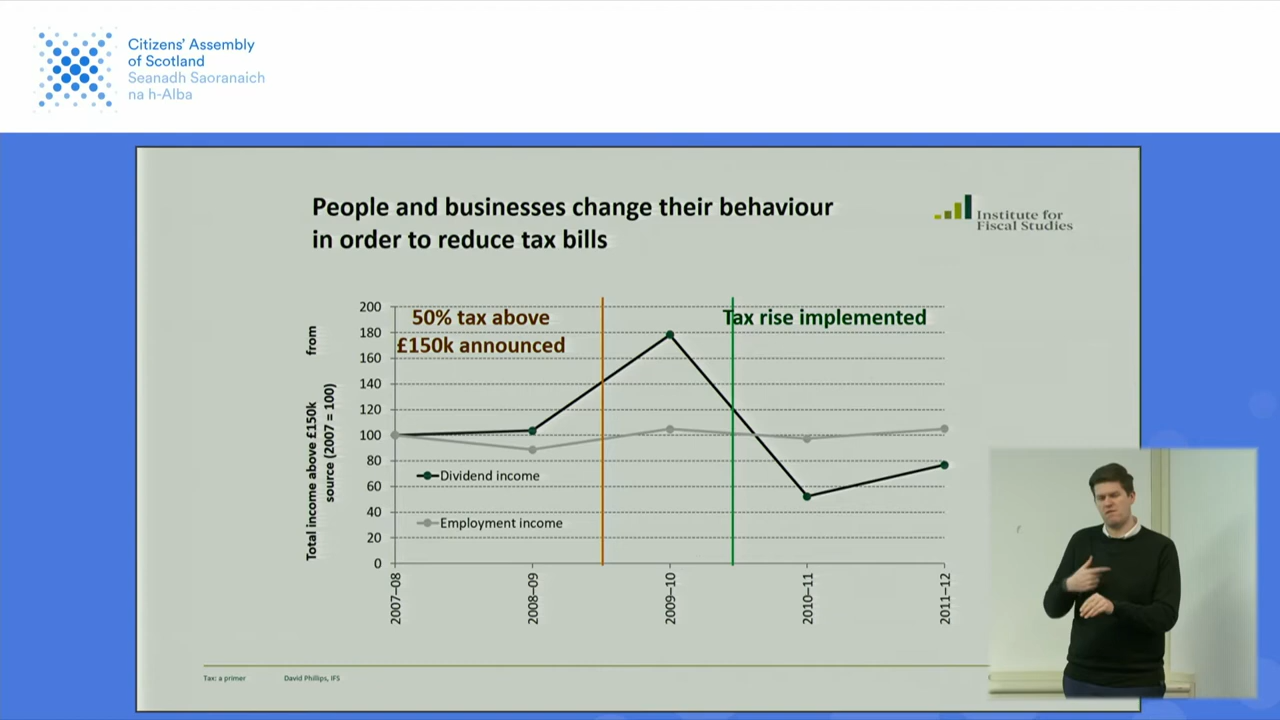 Citizens' Assembly
of Scotland
Seanadh Saoranaich
na h-Alba
People and businesses change their behaviour
in order to reduce tax bills
Institute for
Fiscal Studies
50% tax above
£150k announced
Tax rise implemented
Total income above £150k from
source (2007 = 100)
200
180
160
140
120
100
80
60
40
20
0
Dividend income
Employment income
2007–08
2008–09
2009–10
2010–11
2011–12
Tax: a primer
David Phillips, IFS